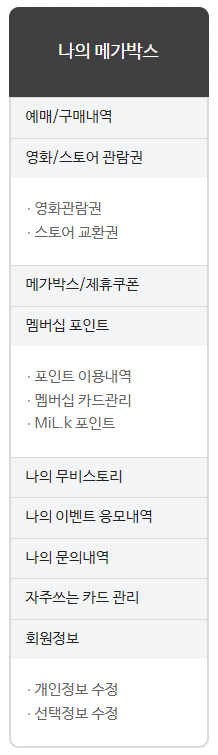 나의 메가박스
예매/구매내역
영화/스토어 관람권
· 영화관람권
· 스토어 교환권
메가박스/제휴쿠폰
멤버십 포인트
· 포인트 이용내역
· 멤버십 카드관리
· MiL.k 포인트
나의 무비스토리
나의 이벤트 응모내역
나의 문의내역
자주쓰는 카드 관리
회원정보
· 개인정보 수정
· 선택정보 수정